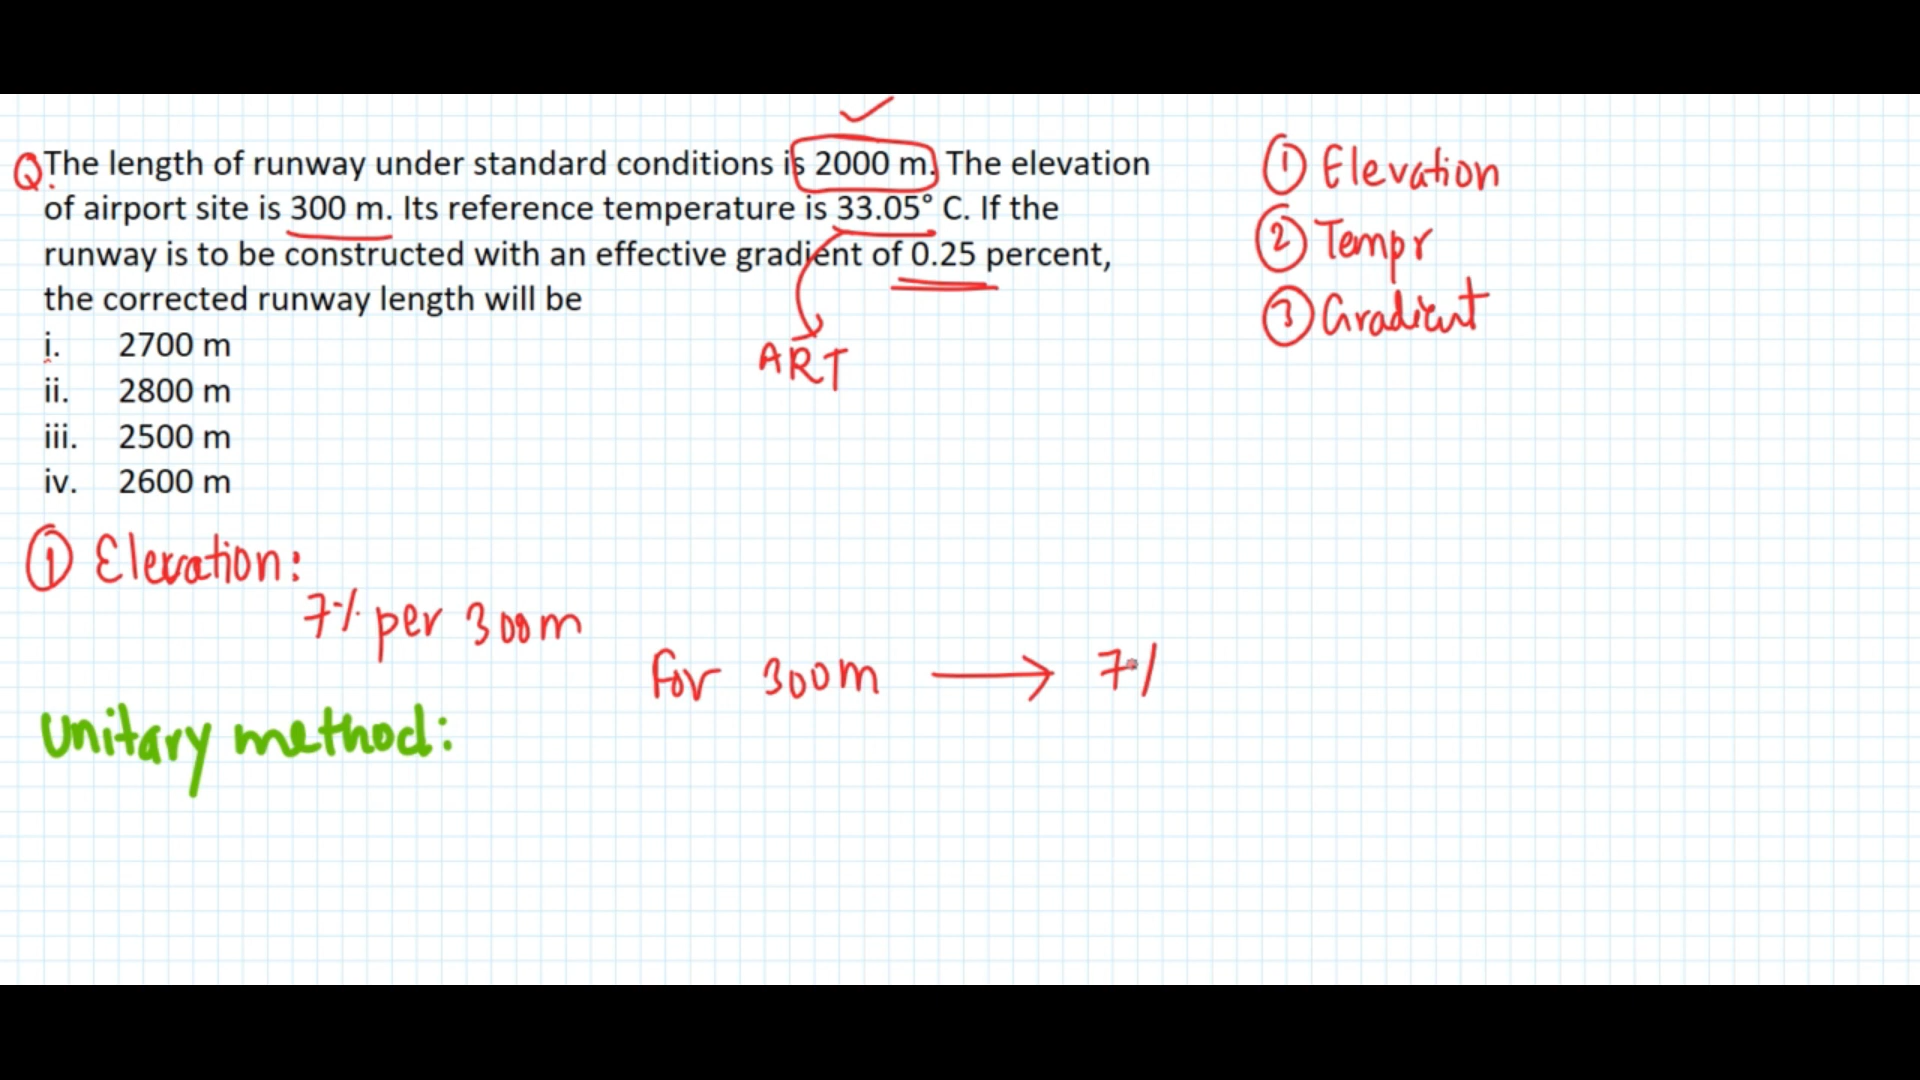 Q. The length of runway under standard conditions is 2000 m. The elevation
of airport site is 300 m. Its reference temperature is 33.05° C. If the
runway is to be constructed with an effective gradient of 0.25 percent,
the corrected runway length will be
i. 2700 m
ii. 2800 m
iii. 2500 m
iv. 2600 m
ART
① Elevation
② Tempr
③ Gradient
① Elevation:
7% per 300m
for 300m → 7%
Unitary method: